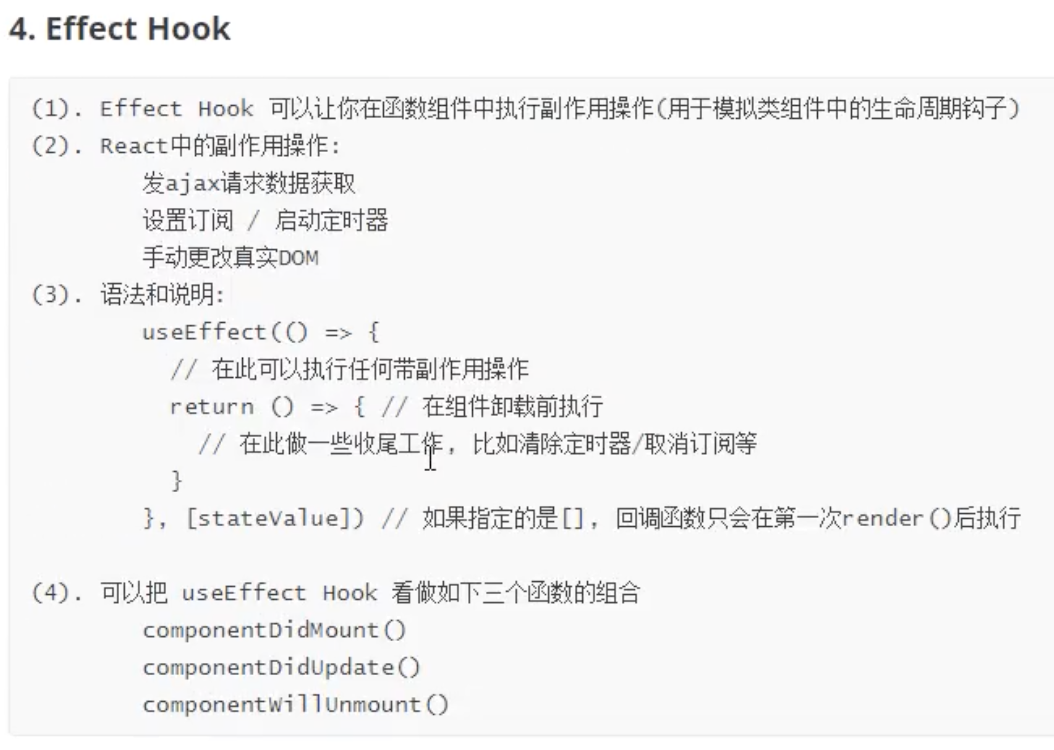 4. Effect Hook
(1). Effect Hook 可以让你在函数组件中执行副作用操作(用于模拟类组件中的生命周期钩子)
(2). React中的副作用操作:
发ajax请求数据获取
设置订阅 / 启动定时器
手动更改真实DOM
(3). 语法和说明:
useEffect(() => {
// 在此可以执行任何带副作用操作
return () => { // 在组件卸载前执行
// 在此做一些收尾工作, 比如清除定时器/取消订阅等
}
}, [stateValue]) // 如果指定的是[], 回调函数只会在第一次render()后执行
(4). 可以把 useEffect Hook 看做如下三个函数的组合
componentDidMount()
componentDidUpdate()
componentWillUnmount()